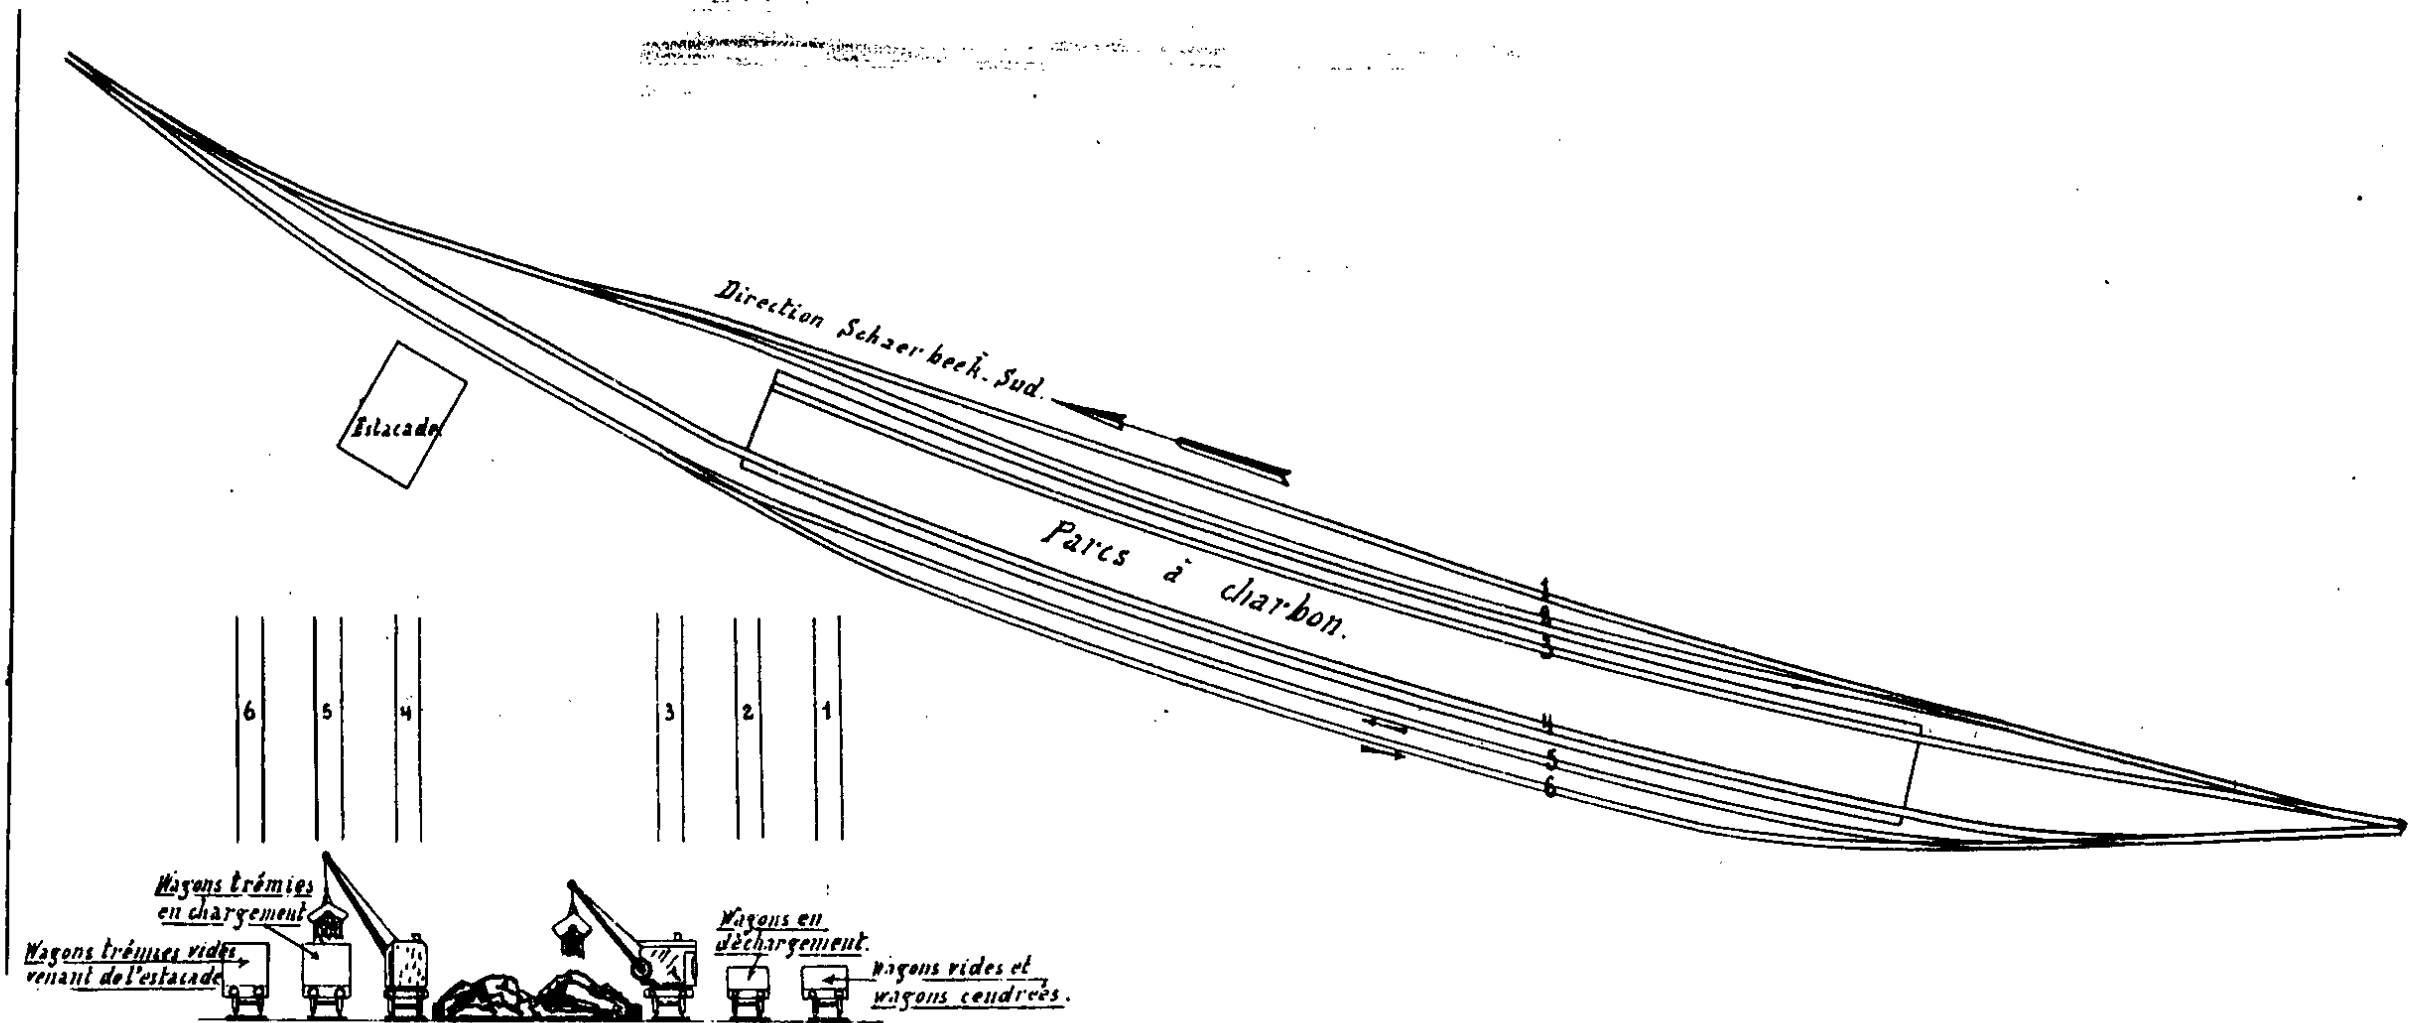 Direction Schaerbeek-Sud.
Estacade
Parcs à charbon.
1
2
3
4
5
6
6 5 4 3 2 1
Wagons trémies
en chargement
Wagons trémies vides
venant de l'estacade
Wagons en
déchargement.
Wagons vides et
wagons cendrées.